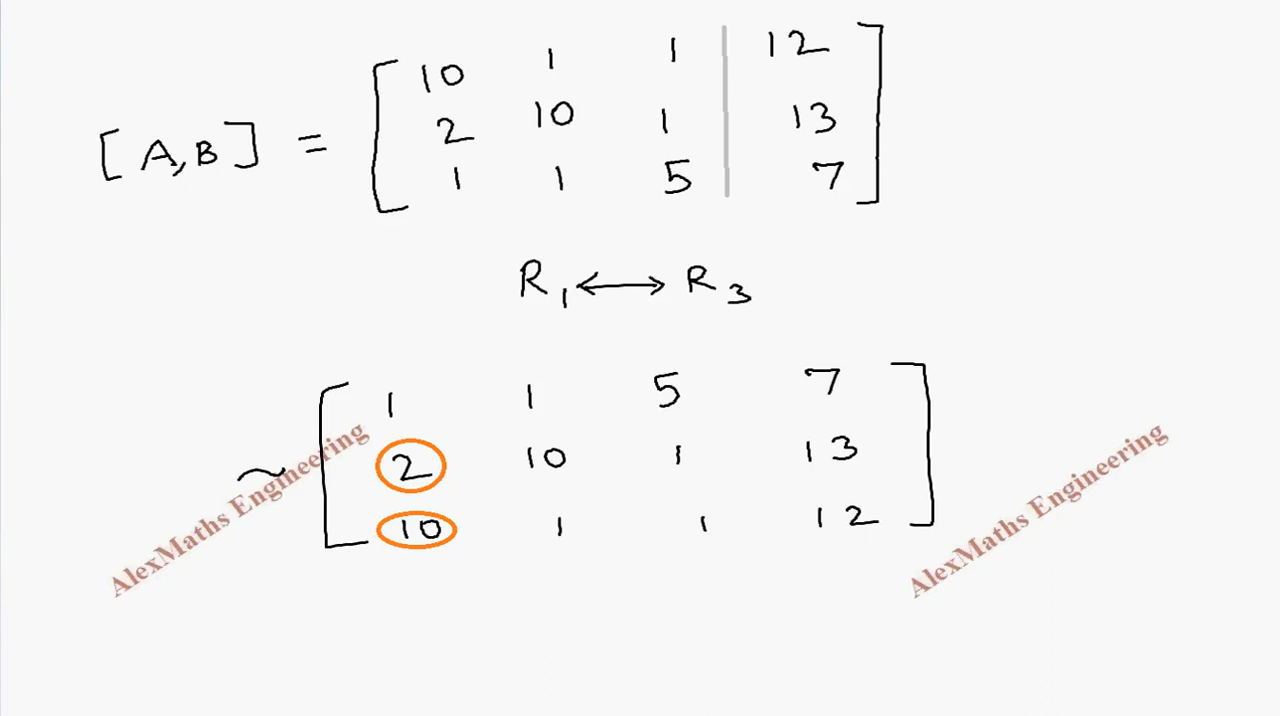 10 1 1 12
[A,B] = 2 10 1 13
1 1 5 7
R1 ↔ R3
1 1 5 7
~ 2 10 1 13
10 1 1 12
AlexMaths Engineering
AlexMaths Engineering